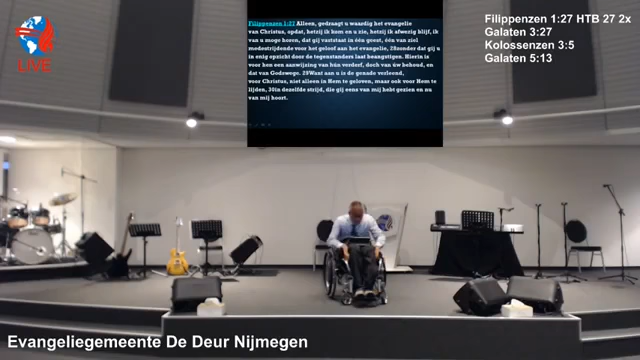 Filippenzen 1:27 Alleen, gedraagt u waardig het evangelie
van Christus, opdat, hetzij ik kom en u zie, hetzij ik afwezig blijf, ik
van u moge horen, dat gij vaststaat in één geest, één van ziel
medestrijdende voor het geloof aan het evangelie, 28zonder dat gij u
in enig opzicht door de tegenstanders laat beangstigen. Hierin is
voor hen een aanwijzing van hún verderf, doch van úw behoud, en
dat van Godswege. 29Want aan u is de genade verleend,
voor Christus, niet alleen in Hem te geloven, maar ook voor Hem te
lijden, 30in dezelfde strijd, die gij eens van mij hebt gezien en nu
van mij hoort.
Filippenzen 1:27 HTB 27 2x
Galaten 3:27
Kolossenzen 3:5
Galaten 5:13
LIVE
Evangeliegemeente De Deur Nijmegen